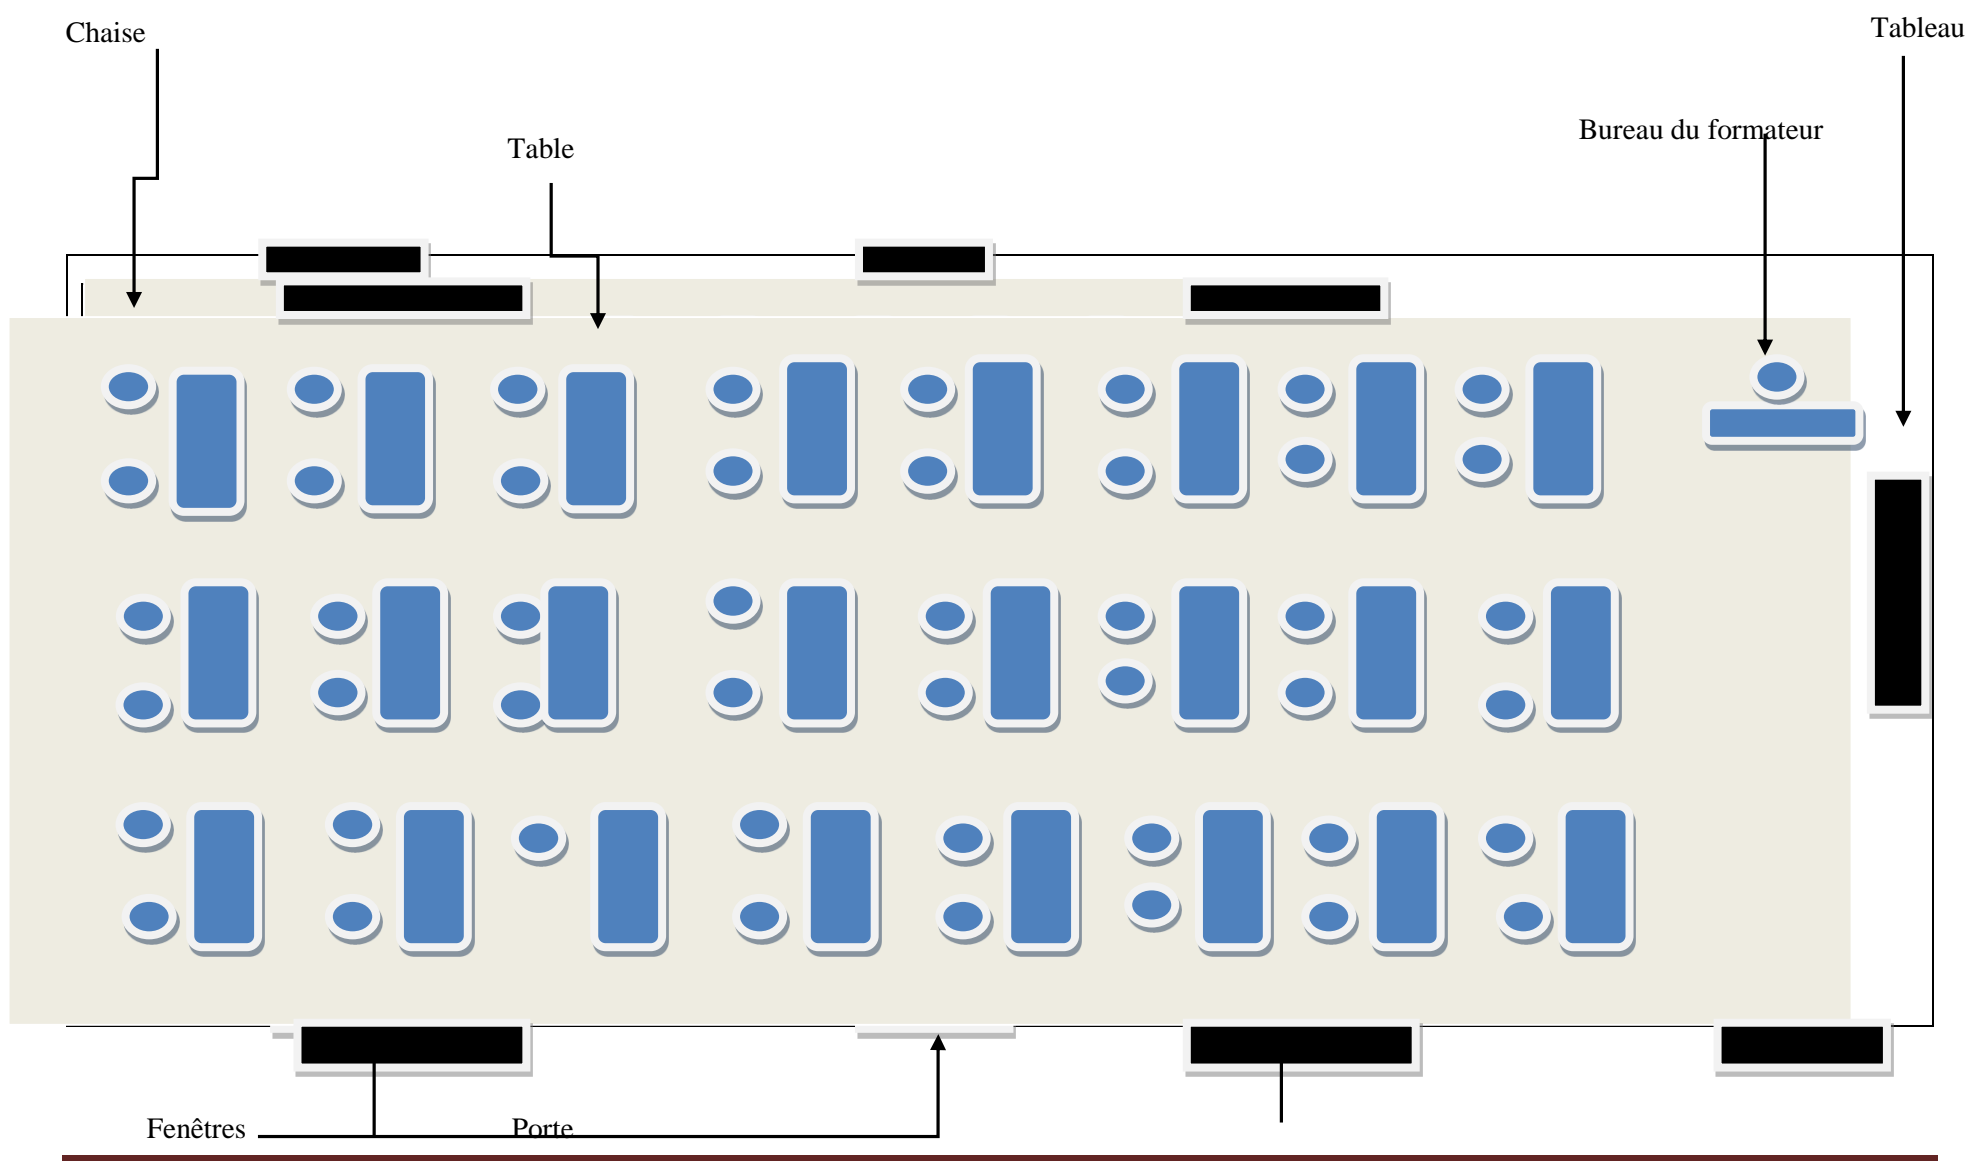 Chaise
Tableau
Bureau du formateur
Table
Fenêtres
Porte